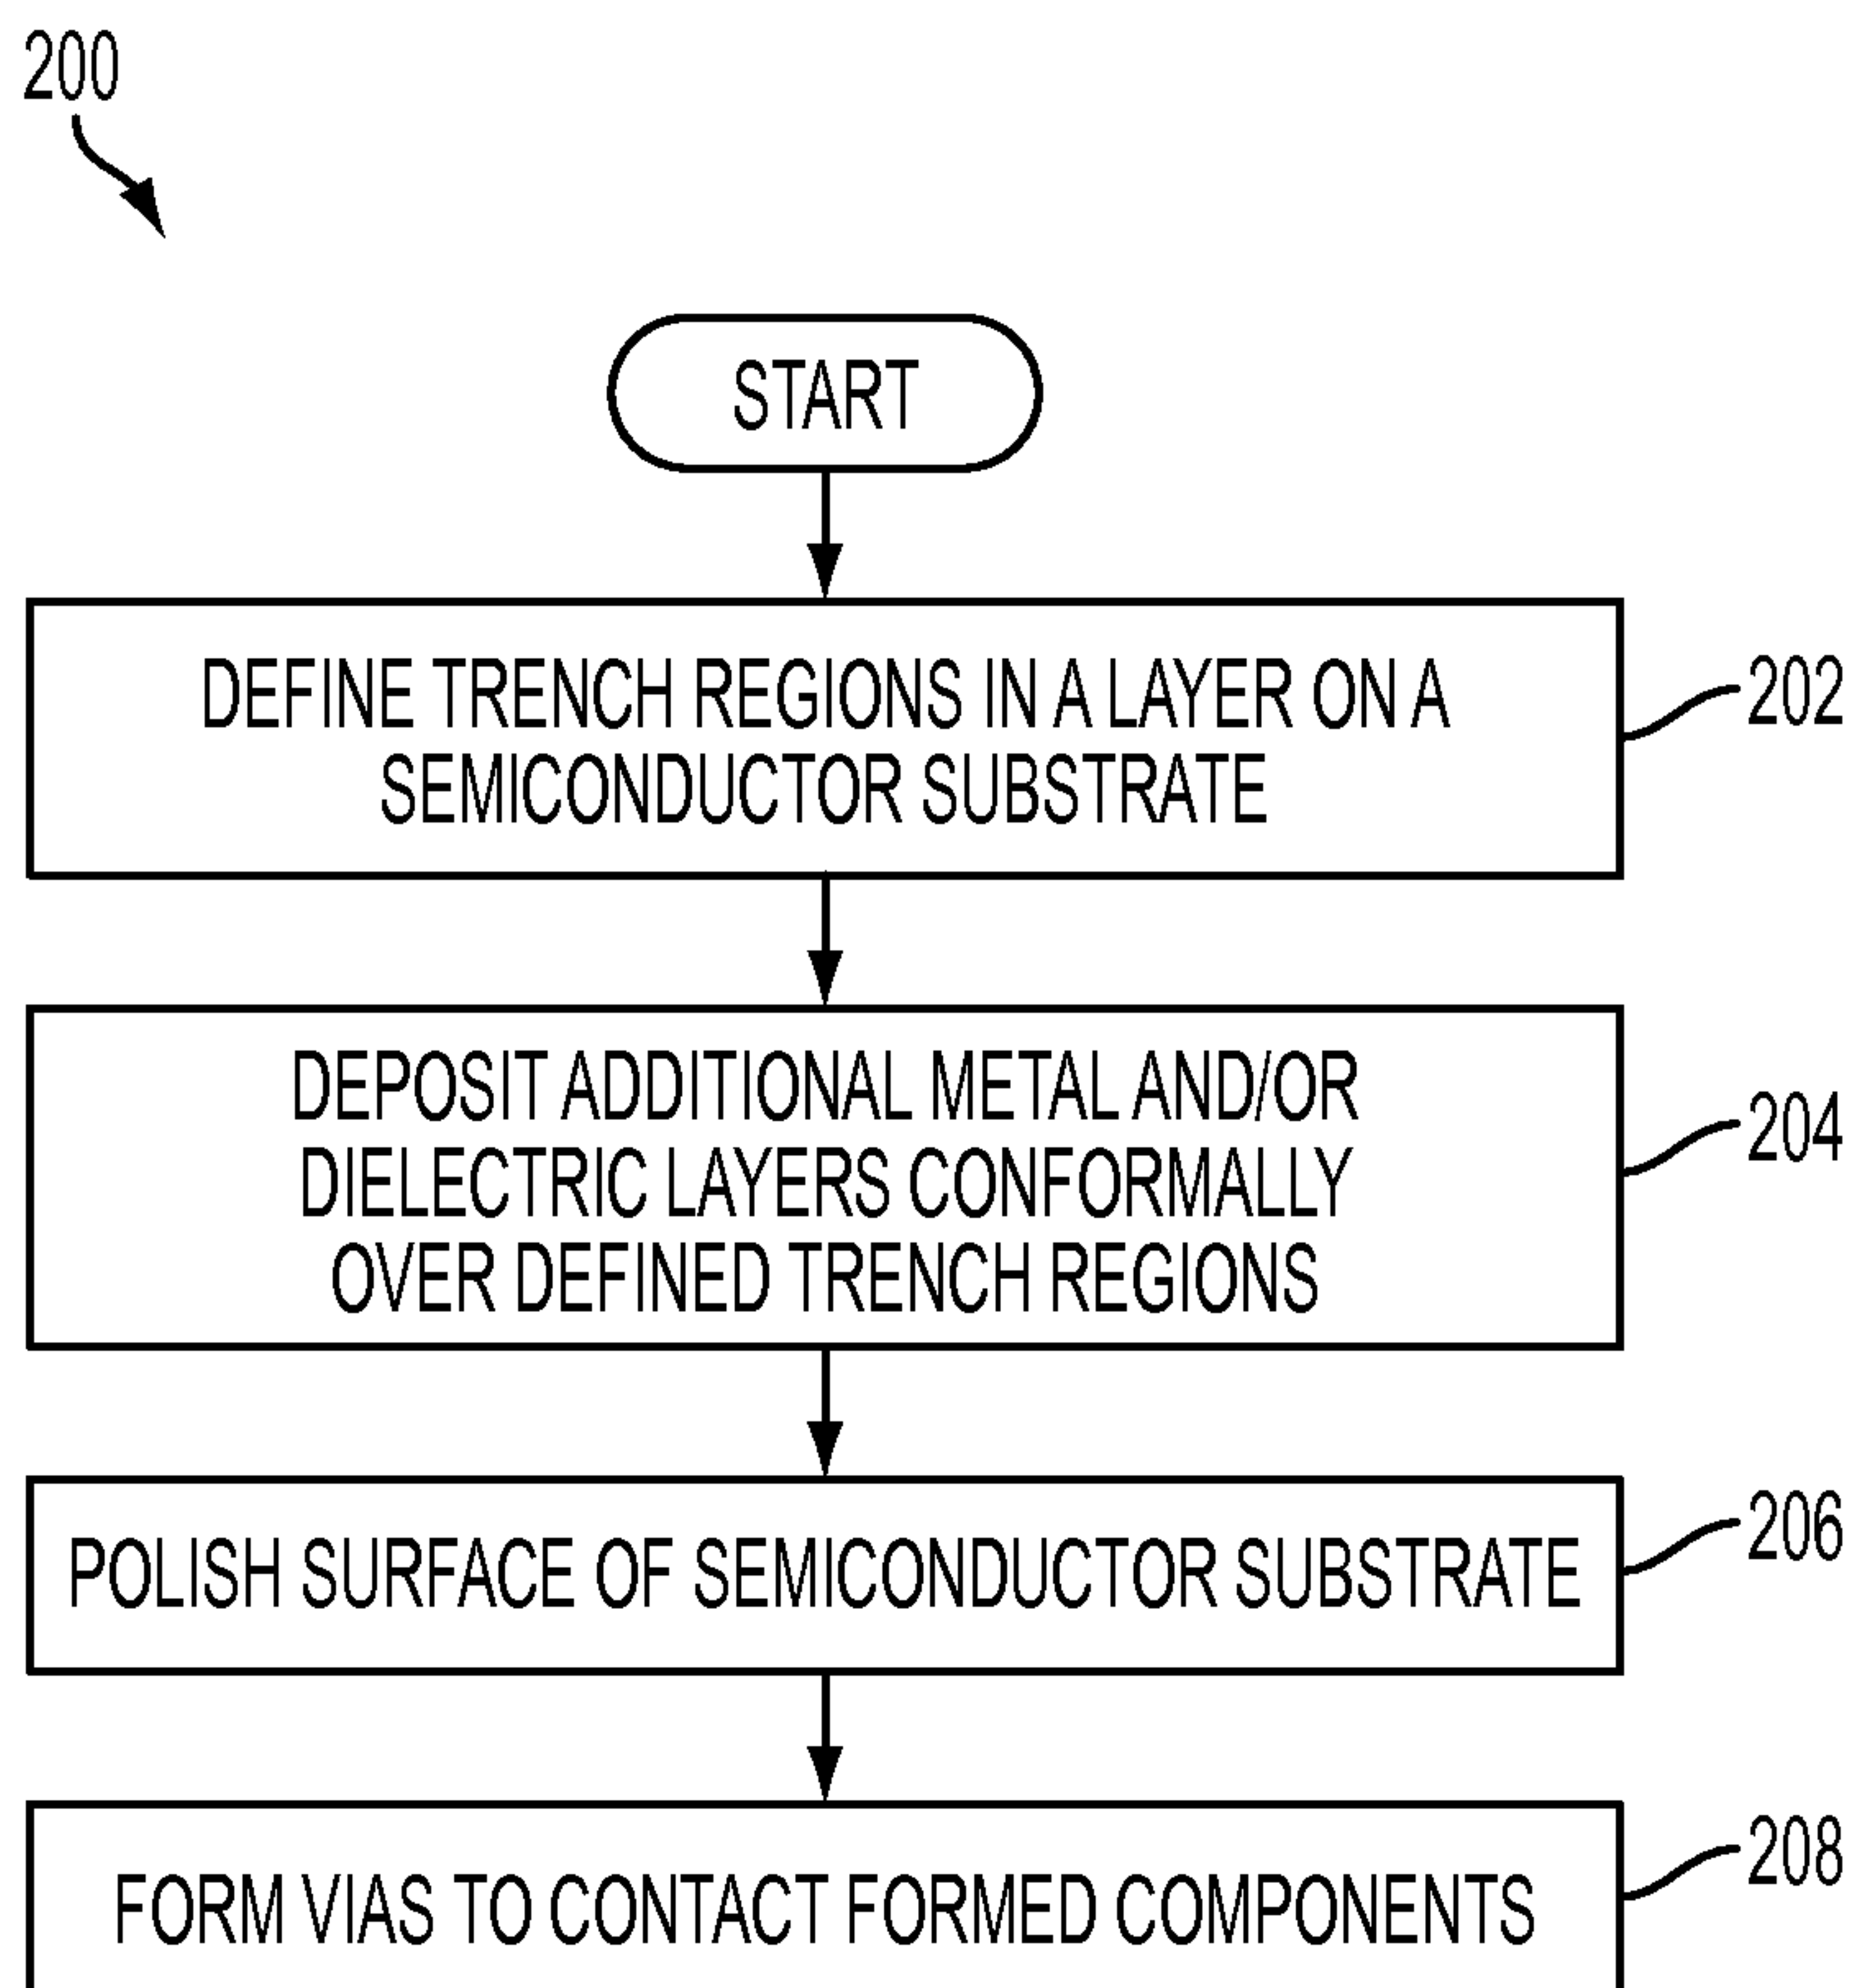 200
START
DEFINE TRENCH REGIONS IN A LAYER ON A
SEMICONDUCTOR SUBSTRATE
202
DEPOSIT ADDITIONAL METAL AND/OR
DIELECTRIC LAYERS CONFORMALLY
OVER DEFINED TRENCH REGIONS
204
POLISH SURFACE OF SEMICONDUCTOR SUBSTRATE
206
FORM VIAS TO CONTACT FORMED COMPONENTS
208